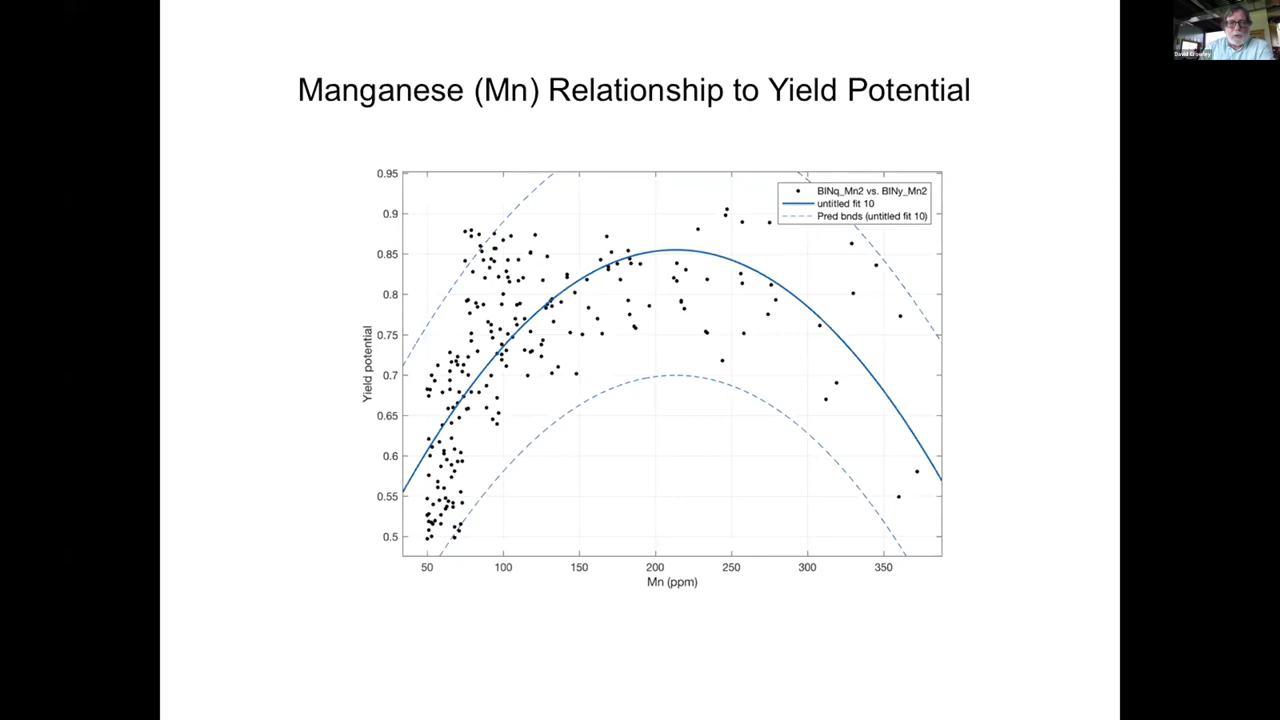 David Crowley
Manganese (Mn) Relationship to Yield Potential
0.95
0.9
0.85
0.8
0.75
0.7
0.65
0.6
0.55
0.5
Yield potential
BINq_Mn2 vs. BINy_Mn2
untitled fit 10
Pred bnds (untitled fit 10)
50 100 150 200 250 300 350
Mn (ppm)